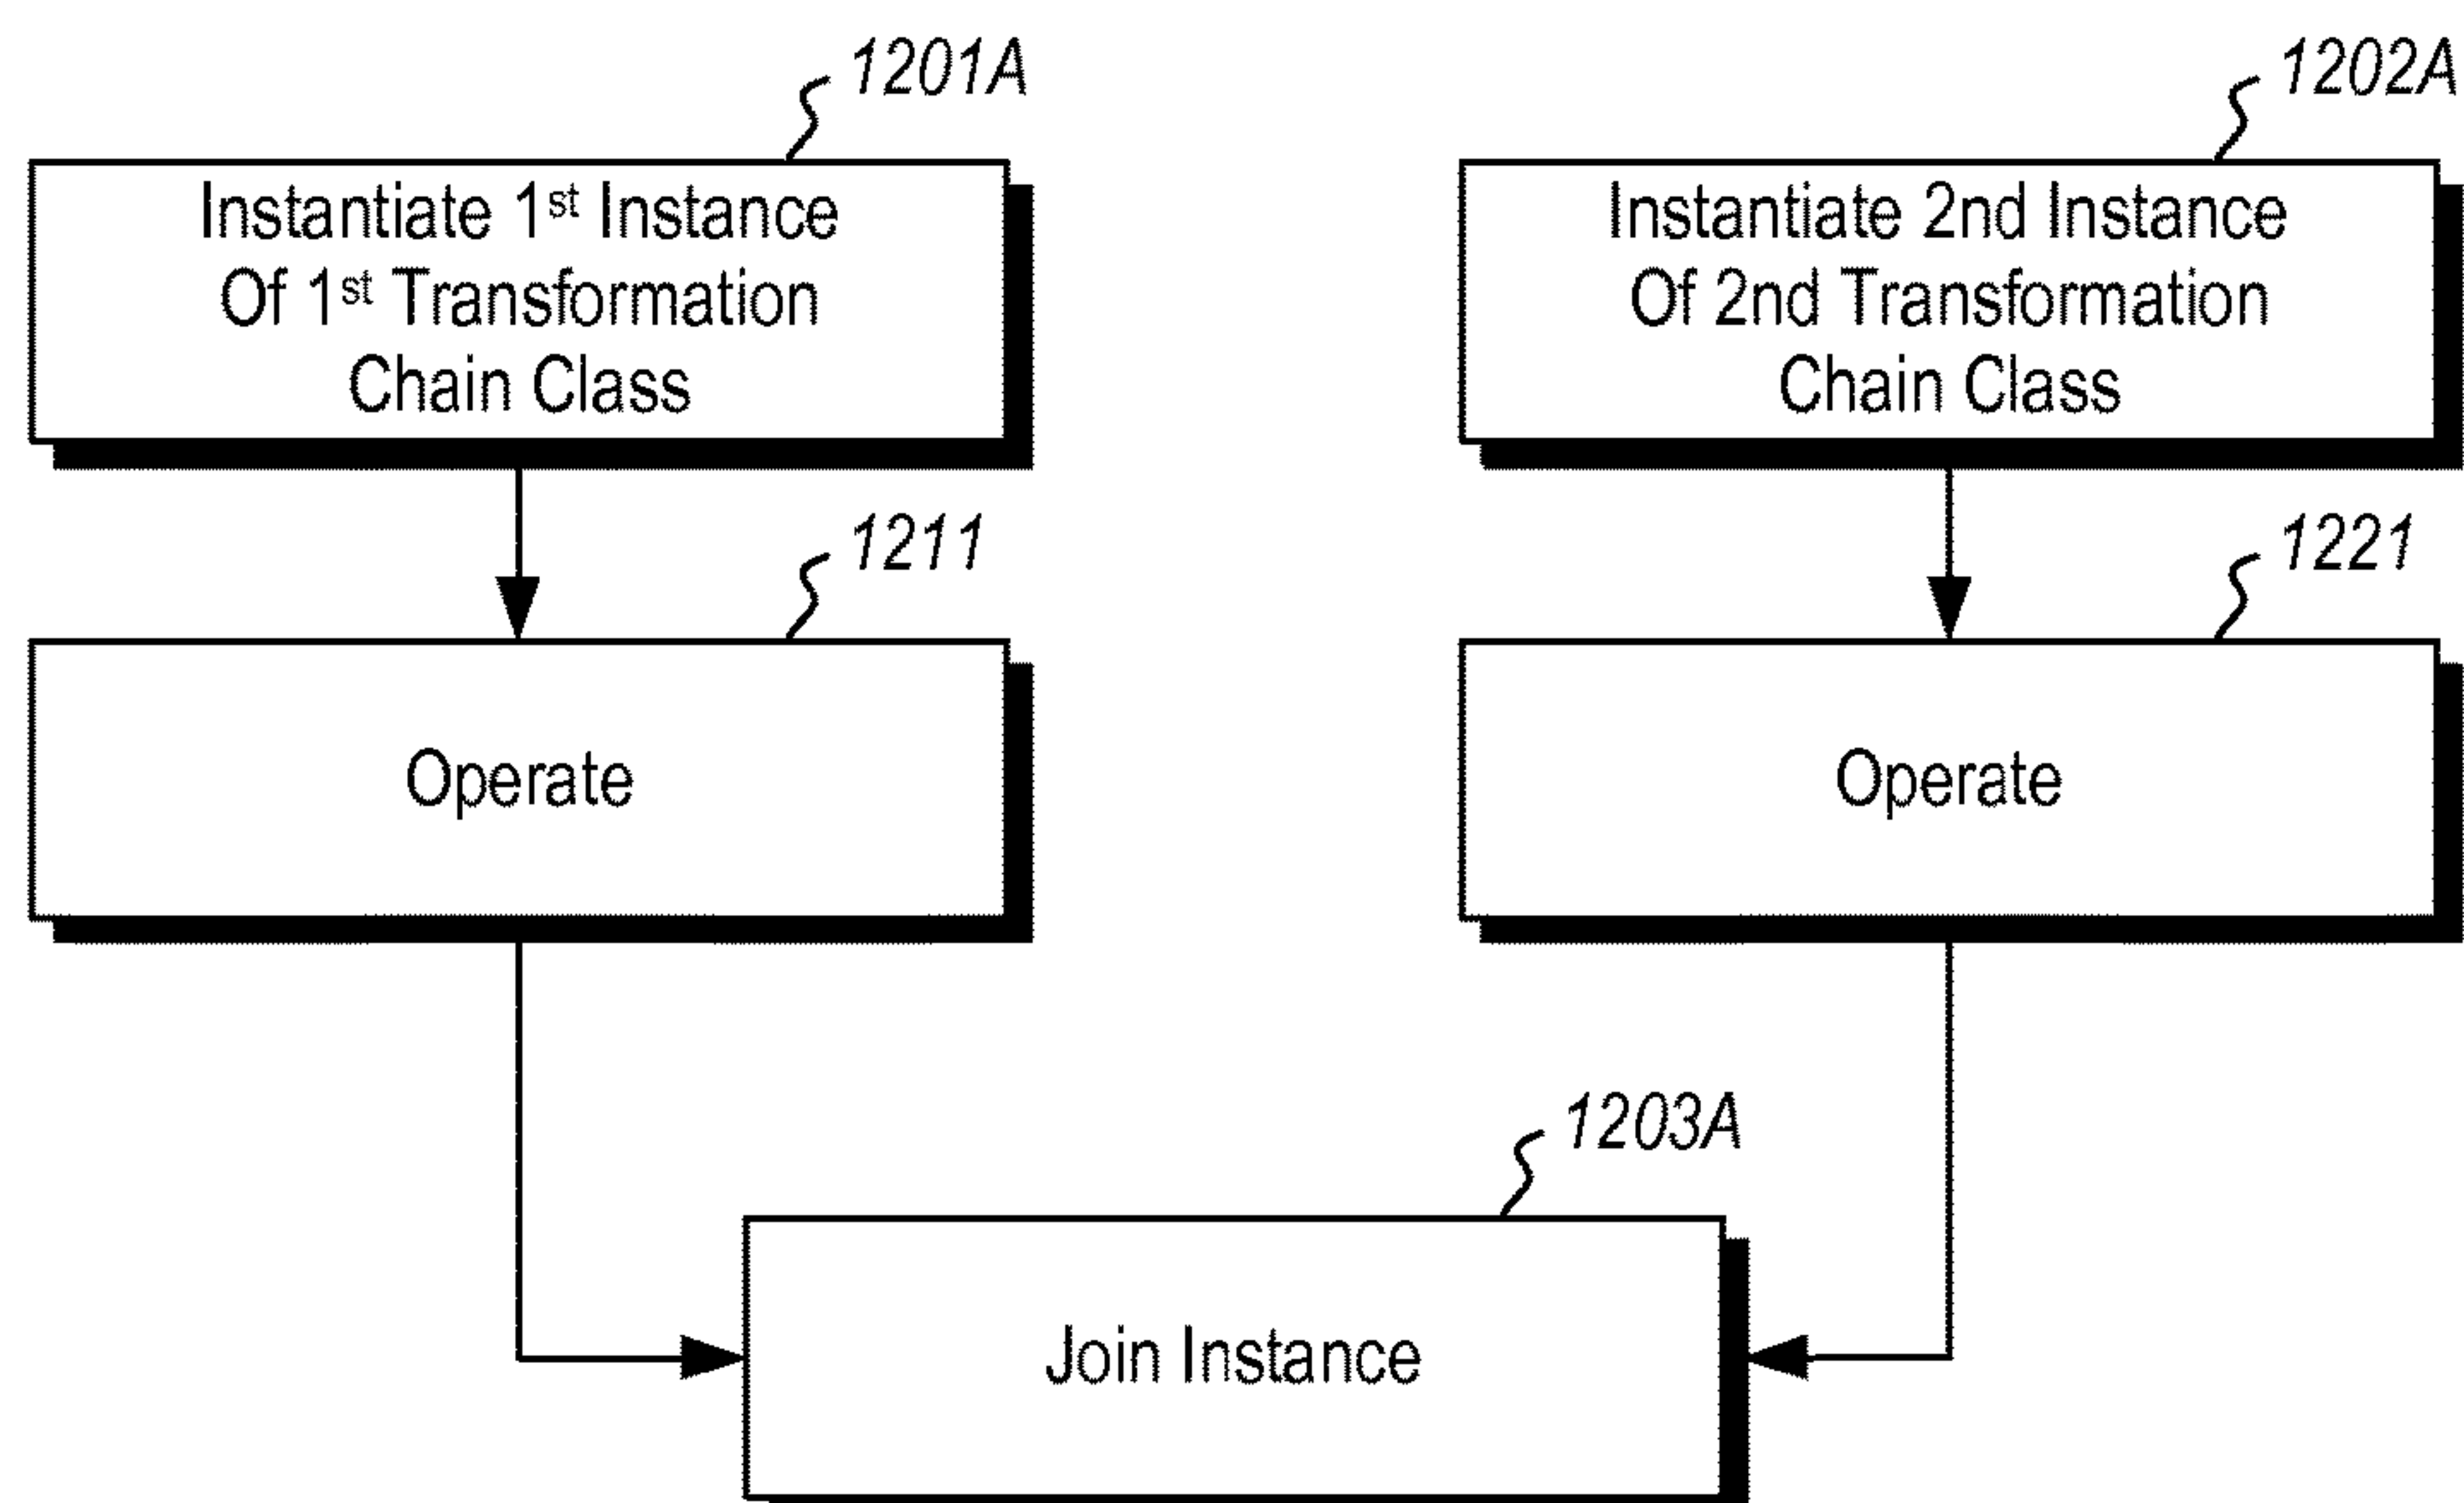 1201A
Instantiate 1st Instance
Of 1st Transformation
Chain Class
1202A
Instantiate 2nd Instance
Of 2nd Transformation
Chain Class
1211
Operate
1221
Operate
1203A
Join Instance